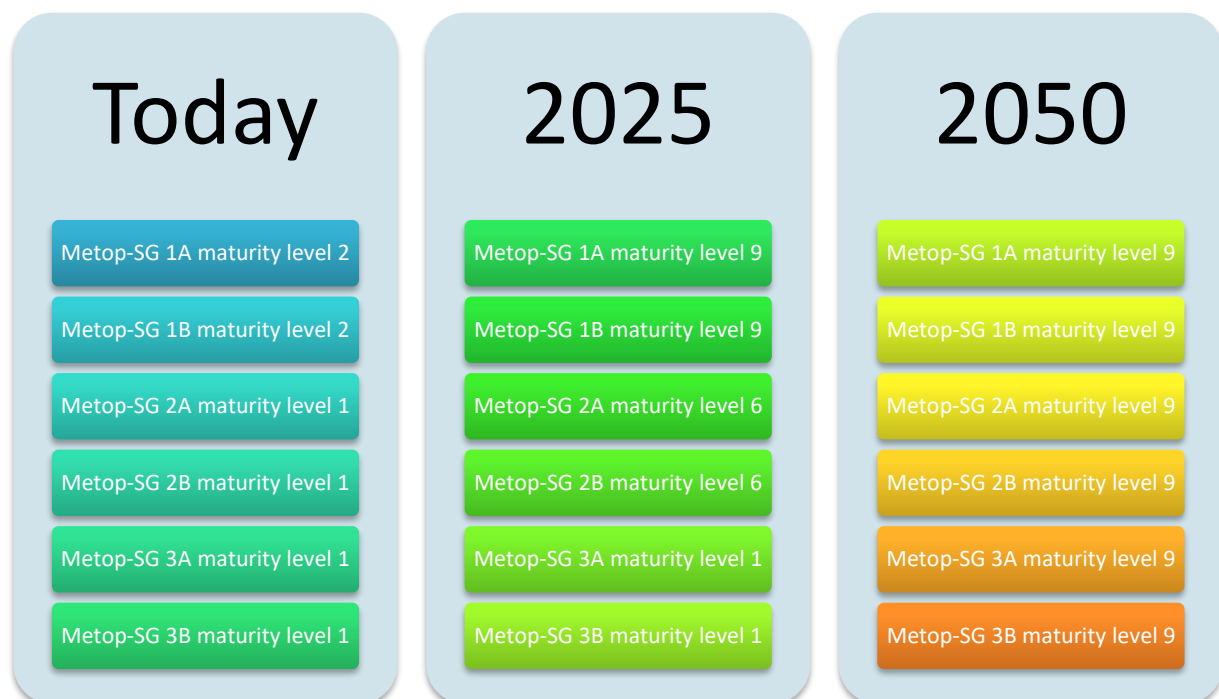 Today
Metop-SG 1A maturity level 2
Metop-SG 1B maturity level 2
Metop-SG 2A maturity level 1
Metop-SG 2B maturity level 1
Metop-SG 3A maturity level 1
Metop-SG 3B maturity level 1
2025
Metop-SG 1A maturity level 9
Metop-SG 1B maturity level 9
Metop-SG 2A maturity level 6
Metop-SG 2B maturity level 6
Metop-SG 3A maturity level 1
Metop-SG 3B maturity level 1
2050
Metop-SG 1A maturity level 9
Metop-SG 1B maturity level 9
Metop-SG 2A maturity level 9
Metop-SG 2B maturity level 9
Metop-SG 3A maturity level 9
Metop-SG 3B maturity level 9